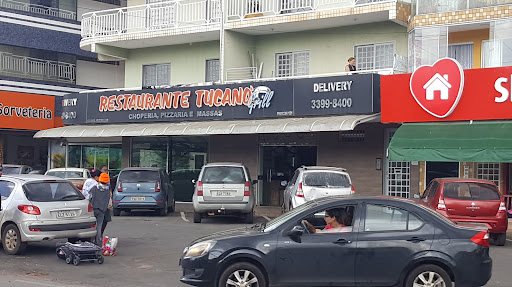 Sorveteria
RESTAURANTE TUCANO
grill
CHOPERIA, PIZZARIA E MASSAS
DELIVERY
3399-8400